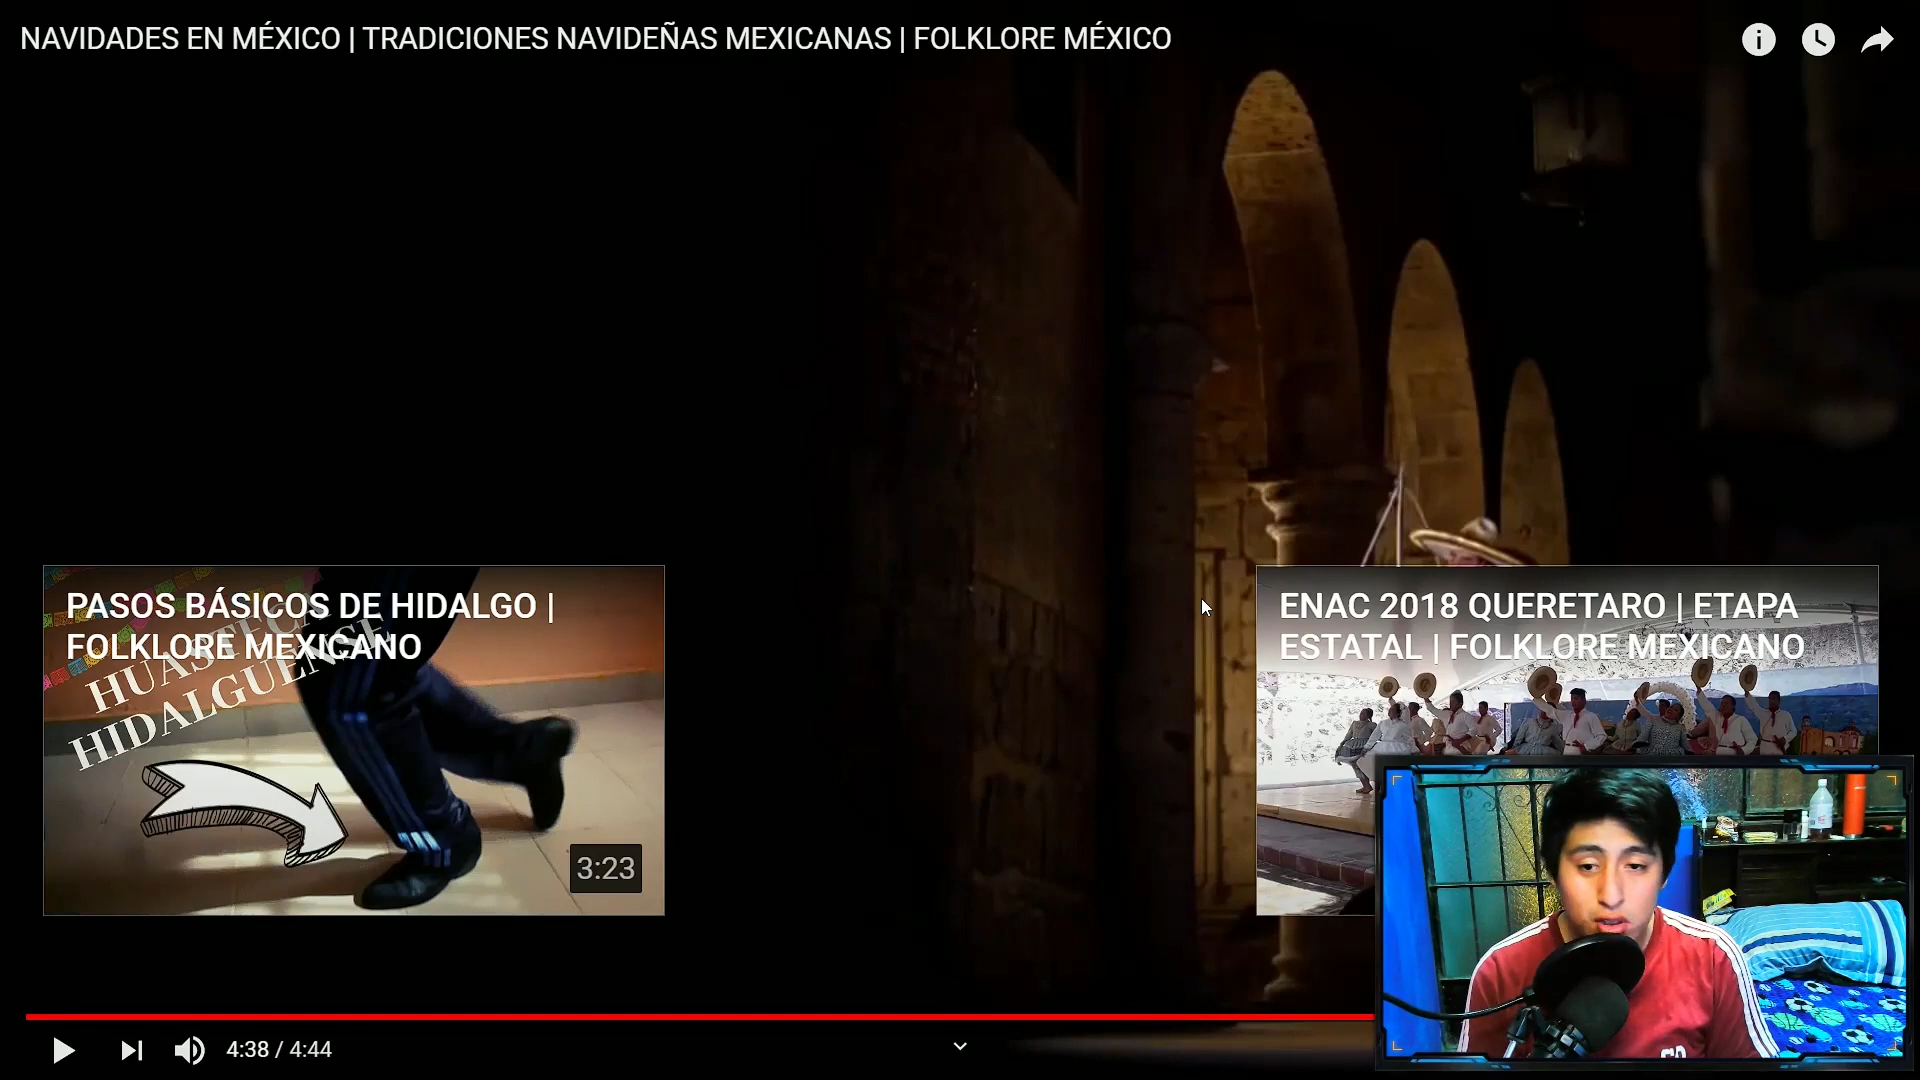 NAVIDADES EN MÉXICO | TRADICIONES NAVIDEÑAS MEXICANAS | FOLKLORE MÉXICO
PASOS BÁSICOS DE HIDALGO |
FOLKLORE MEXICANO
HUASTECA
HIDALGUENSE
3:23
ENAC 2018 QUERETARO | ETAPA
ESTATAL | FOLKLORE MEXICANO
4:38 / 4:44